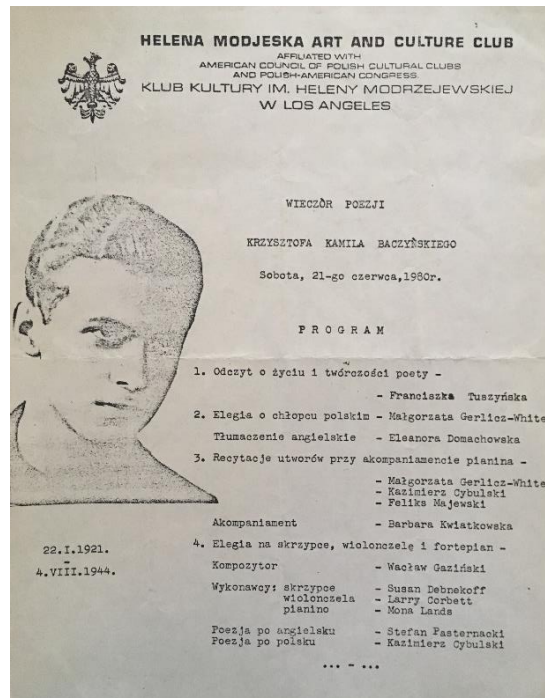 HELENA MODJESKA ART AND CULTURE CLUB
AFFILIATED WITH
AMERICAN COUNCIL OF POLISH CULTURAL CLUBS
AND POLISH-AMERICAN CONGRESS
KLUB KULTURY IM. HELENY MODRZEJEWSKIEJ
W LOS ANGELES
WIECZÒR POEZJI
KRZYSZTOFA KAMILA BACZYŃSKIEGO
Sobota, 21-go czerwca,1980r.
PROGRAM
1. Odczyt o życiu i twórczości poety -
- Franciszka Tuszyńska
2. Elegia o chłopcu polskim - Małgorzata Gerlicz-White
Tłumaczenie angielskie - Eleanora Domachowska
3. Recytacje utworów przy akompaniamencie pianina -
- Małgorzata Gerlicz-White
- Kazimierz Cybulski
- Feliks Majewski
Akompaniament - Barbara Kwiatkowska
4. Elegia na skrzypce, wiolonczelę i fortepian -
Kompozytor - Wacław Gaziński
Wykonawcy: skrzypce - Susan Debnekoff
wiolonczela - Larry Corbett
pianino - Mona Lands
Poezja po angielsku - Stefan Pasternacki
Poezja po polsku - Kazimierz Cybulski
... - ...
22.I.1921.
-
4.VIII.1944.